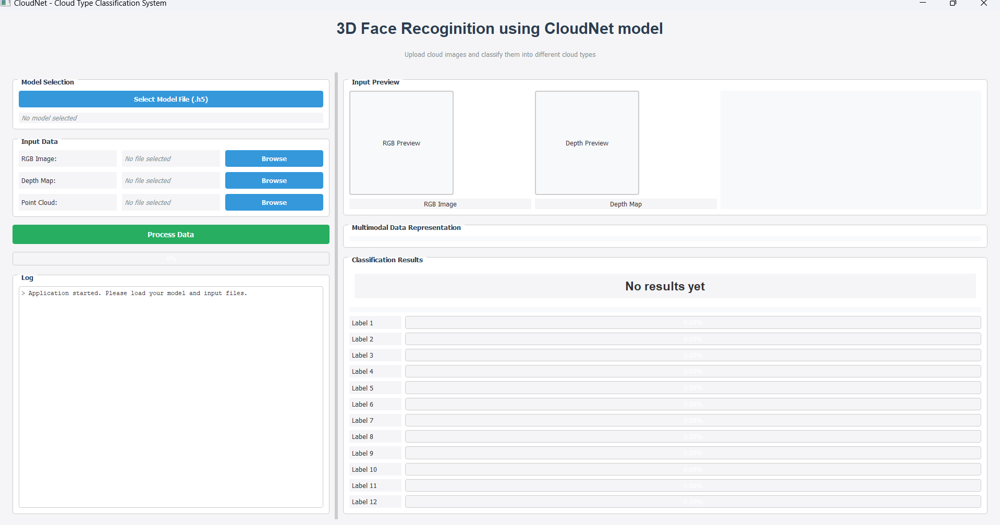 CloudNet - Cloud Type Classification System
3D Face Recoginition using CloudNet model
Upload cloud images and classify them into different cloud types
Model Selection
Select Model File (.h5)
No model selected
Input Data
RGB Image:
No file selected
Browse
Depth Map:
No file selected
Browse
Point Cloud:
No file selected
Browse
Process Data
0%
Log
> Application started. Please load your model and input files.
Input Preview
RGB Preview
Depth Preview
RGB Image
Depth Map
Multimodal Data Representation
Classification Results
No results yet
Label 1
0.00%
Label 2
0.00%
Label 3
0.00%
Label 4
0.00%
Label 5
0.00%
Label 6
0.00%
Label 7
0.00%
Label 8
0.00%
Label 9
0.00%
Label 10
0.00%
Label 11
0.00%
Label 12
0.00%